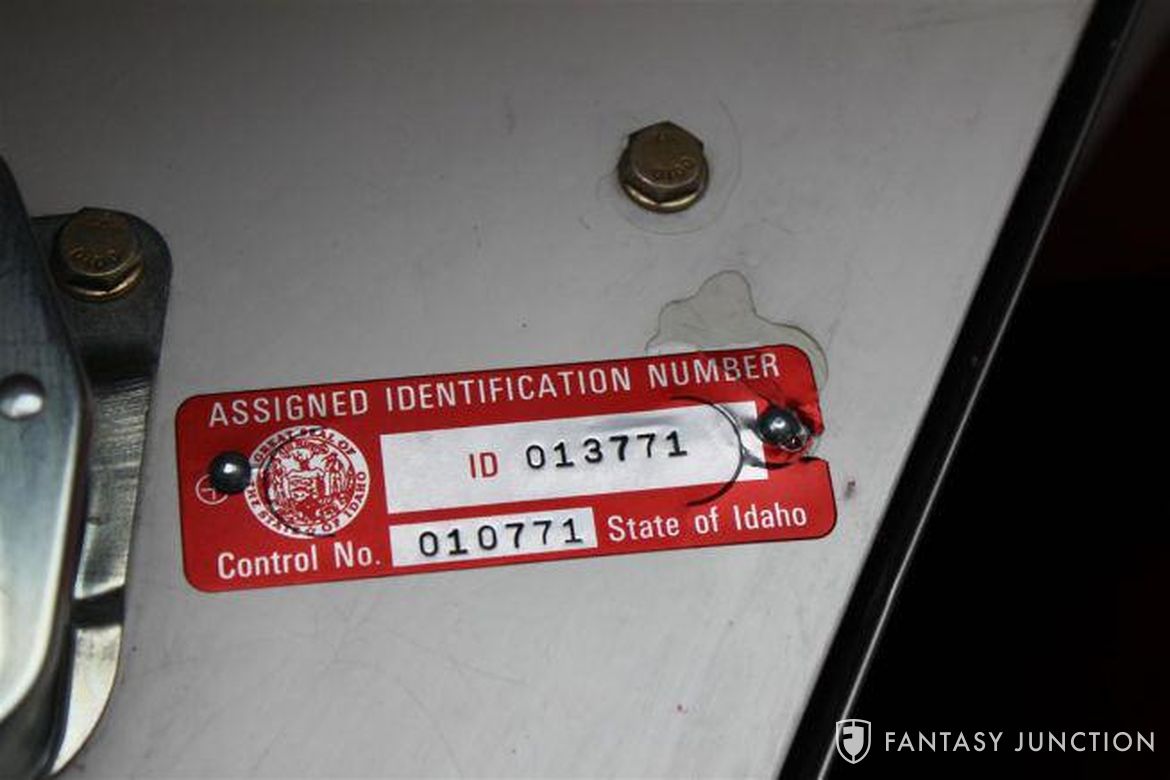 ASSIGNED IDENTIFICATION NUMBER
GREAT SEAL OF
THE STATE OF IDAHO
ID 013771
Control No. 010771 State of Idaho
FANTASY JUNCTION